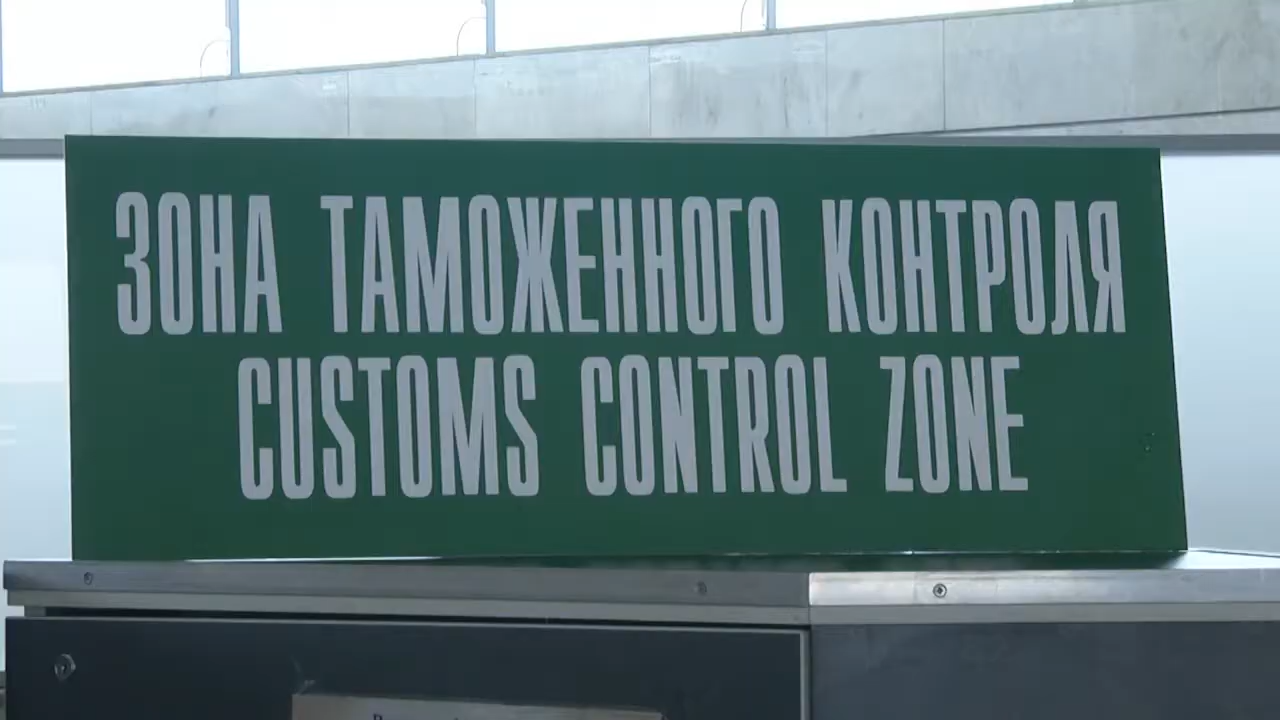 ЗОНА ТАМОЖЕННОГО КОНТРОЛЯ
CUSTOMS CONTROL ZONE